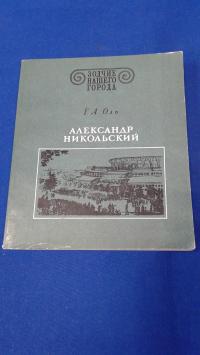 ЗОДЧИЕ
НАШЕГО
ГОРОДА
Г. А. Оль
АЛЕКСАНДР
НИКОЛЬСКИЙ